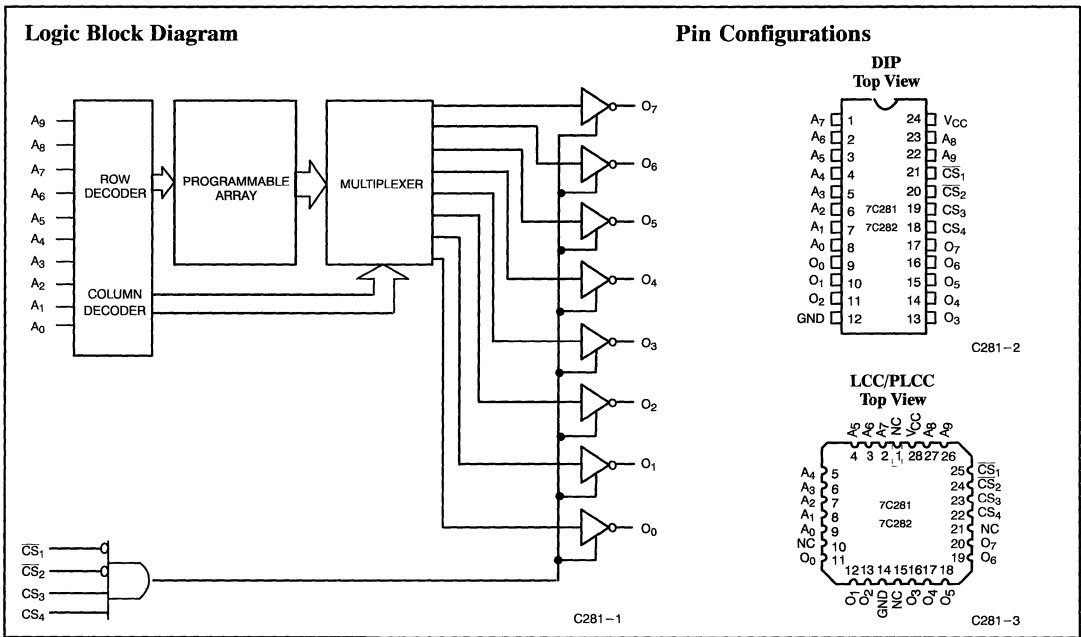 Logic Block Diagram
A9
A8
A7
A6
A5
A4
A3
A2
A1
A0
ROW
DECODER
COLUMN
DECODER
PROGRAMMABLE
ARRAY
MULTIPLEXER
O7
O6
O5
O4
O3
O2
O1
O0
C̅S̅1
C̅S̅2
CS3
CS4
C281-1
Pin Configurations
DIP
Top View
A7 1 24 VCC
A6 2 23 A8
A5 3 22 A9
A4 4 21 C̅S̅1
A3 5 20 C̅S̅2
A2 6 7C281 19 CS3
A1 7 7C282 18 CS4
A0 8 17 O7
O0 9 16 O6
O1 10 15 O5
O2 11 14 O4
GND 12 13 O3
C281-2
LCC/PLCC
Top View
A5 A6 A7 NC VCC A8 A9
4 3 2 1 28 27 26
A4 5 25 C̅S̅1
A3 6 24 C̅S̅2
A2 7 7C281 23 CS3
A1 8 7C282 22 CS4
A0 9 21 NC
NC 10 20 O7
O0 11 19 O6
12 13 14 15 16 17 18
O1 O2 GND NC O3 O4 O5
C281-3